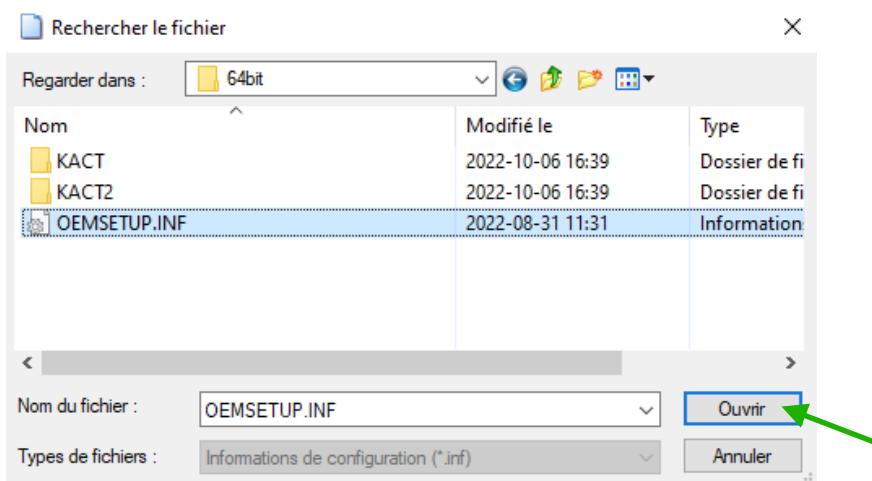 Rechercher le fichier
Regarder dans : 64bit
Nom Modifié le Type
KACT 2022-10-06 16:39 Dossier de fi
KACT2 2022-10-06 16:39 Dossier de fi
OEMSETUP.INF 2022-08-31 11:31 Information
Nom du fichier : OEMSETUP.INF Ouvrir
Types de fichiers : Informations de configuration (*.inf) Annuler